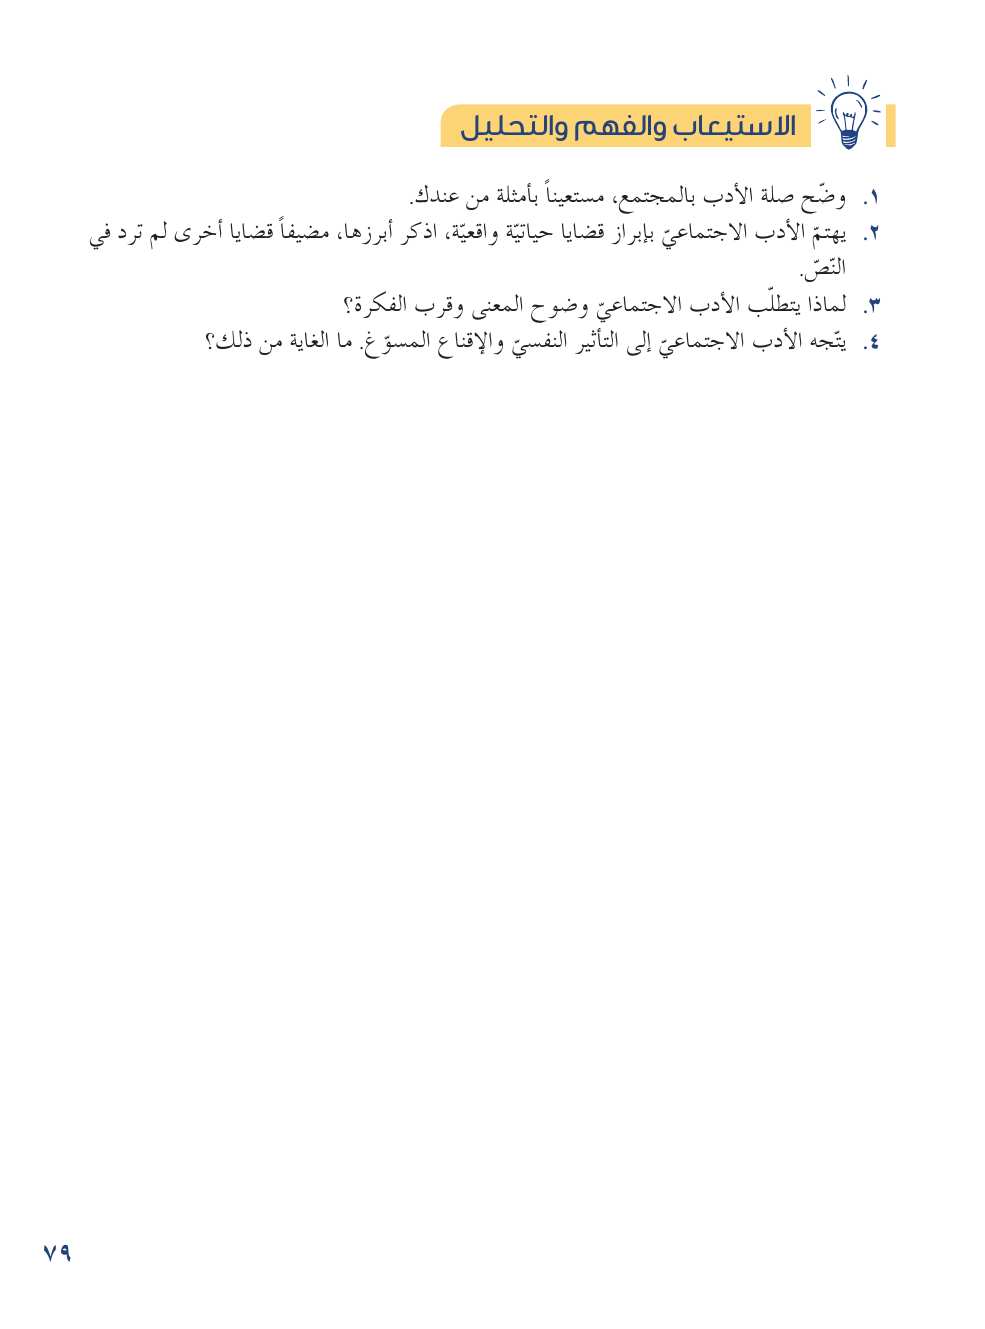 الاستيعاب والفهم والتحليل
١. وضّح صلة الأدب بالمجتمع، مستعيناً بأمثلة من عندك.
٢. يهتمّ الأدب الاجتماعيّ بإبراز قضايا حياتيّة واقعيّة، اذكر أبرزها، مضيفاً قضايا أخرى لم ترد في
النّصّ.
٣. لماذا يتطلّب الأدب الاجتماعيّ وضوح المعنى وقرب الفكرة؟
٤. يتّجه الأدب الاجتماعيّ إلى التأثير النفسيّ والإقناع المسوّغ. ما الغاية من ذلك؟
٧٩